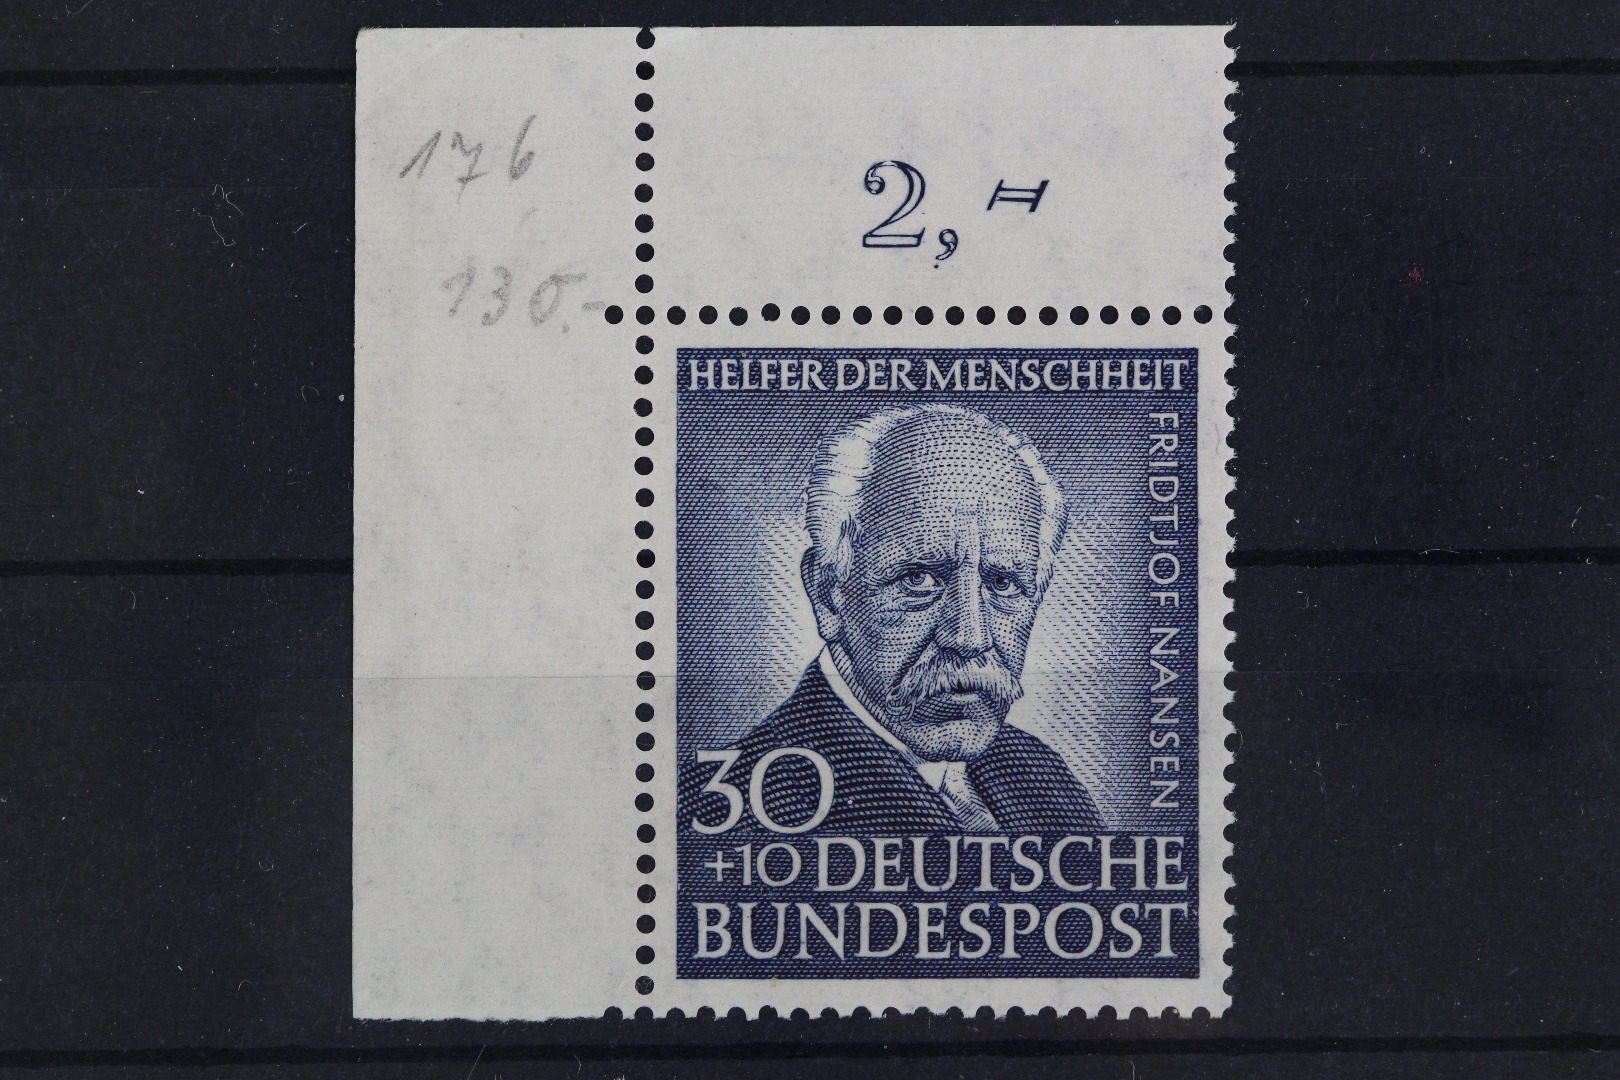 176
130.-
2,=
HELFER DER MENSCHHEIT
FRIDTJOF NANSEN
30
+10 DEUTSCHE
BUNDESPOST